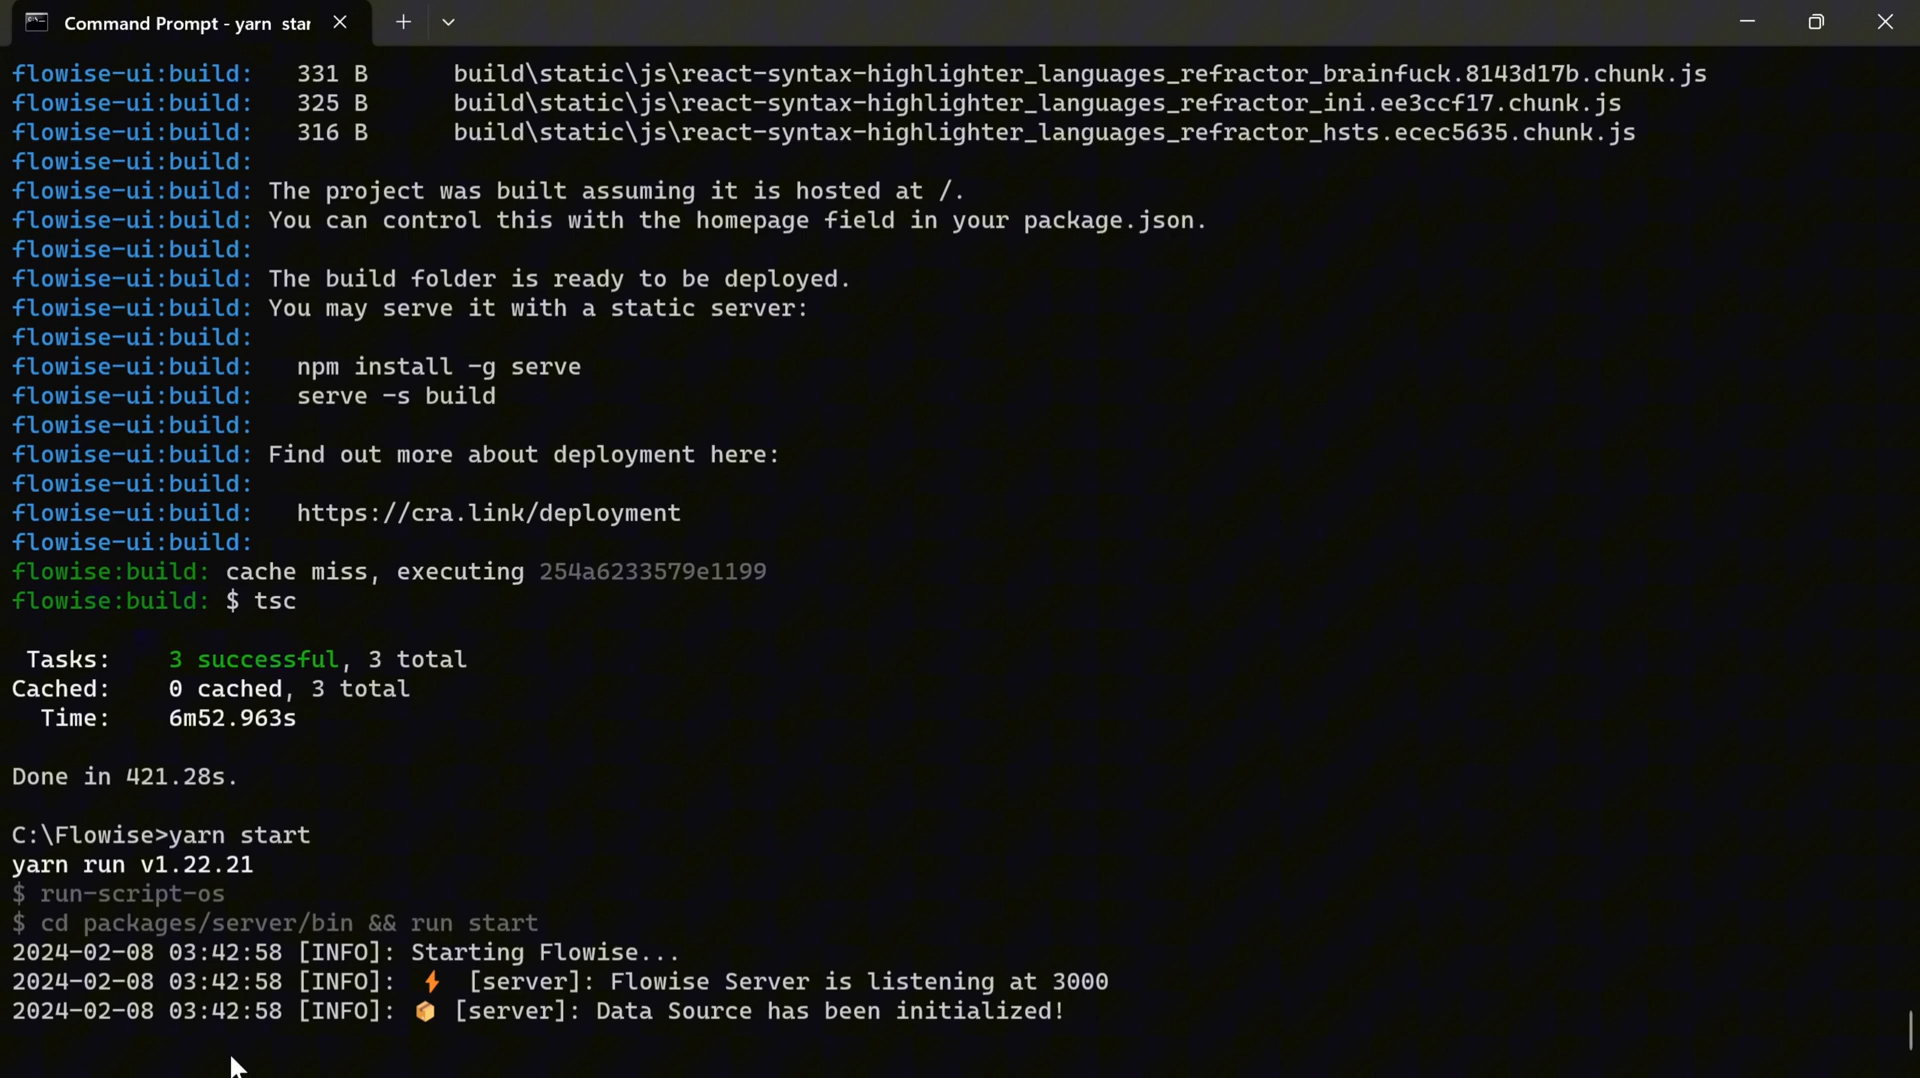 Command Prompt - yarn star
flowise-ui:build:   331 B      build\static\js\react-syntax-highlighter_languages_refractor_brainfuck.8143d17b.chunk.js
flowise-ui:build:   325 B      build\static\js\react-syntax-highlighter_languages_refractor_ini.ee3ccf17.chunk.js
flowise-ui:build:   316 B      build\static\js\react-syntax-highlighter_languages_refractor_hsts.ecec5635.chunk.js
flowise-ui:build:
flowise-ui:build: The project was built assuming it is hosted at /.
flowise-ui:build: You can control this with the homepage field in your package.json.
flowise-ui:build:
flowise-ui:build: The build folder is ready to be deployed.
flowise-ui:build: You may serve it with a static server:
flowise-ui:build:
flowise-ui:build:   npm install -g serve
flowise-ui:build:   serve -s build
flowise-ui:build:
flowise-ui:build: Find out more about deployment here:
flowise-ui:build:
flowise-ui:build:   https://cra.link/deployment
flowise-ui:build:
flowise:build: cache miss, executing 254a6233579e1199
flowise:build: $ tsc
Tasks:    3 successful, 3 total
Cached:    0 cached, 3 total
Time:    6m52.963s
Done in 421.28s.
C:\Flowise>yarn start
yarn run v1.22.21
$ run-script-os
$ cd packages/server/bin && run start
2024-02-08 03:42:58 [INFO]: Starting Flowise...
2024-02-08 03:42:58 [INFO]: ⚡ [server]: Flowise Server is listening at 3000
2024-02-08 03:42:58 [INFO]: 📦 [server]: Data Source has been initialized!